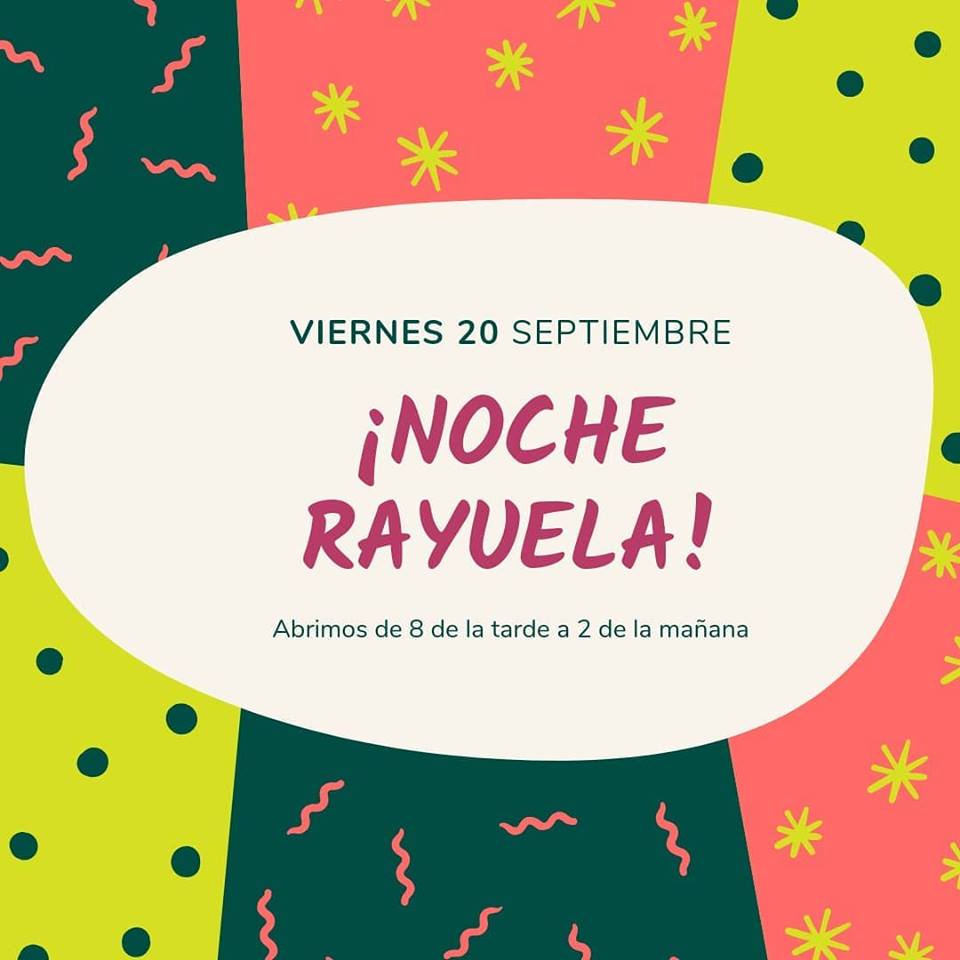 VIERNES 20 SEPTIEMBRE
¡NOCHE
RAYUELA!
Abrimos de 8 de la tarde a 2 de la mañana